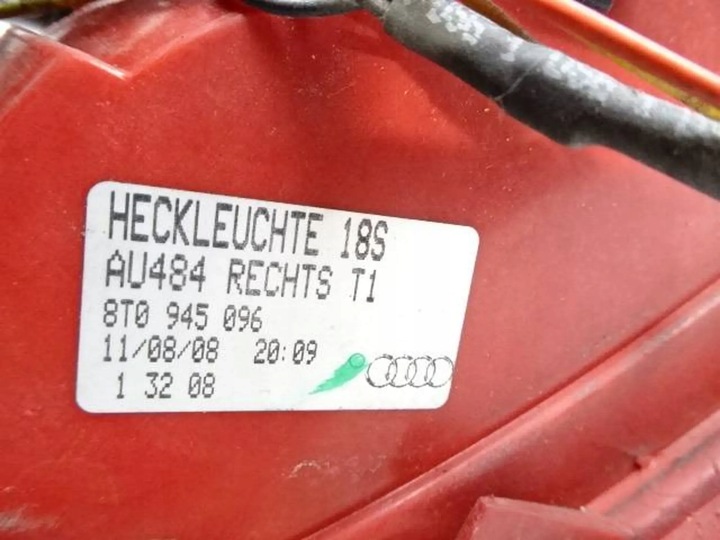 HECKLEUCHTE 18S
AU484 RECHTS T1
8T0 945 096
11/08/08 20:09
1 32 08